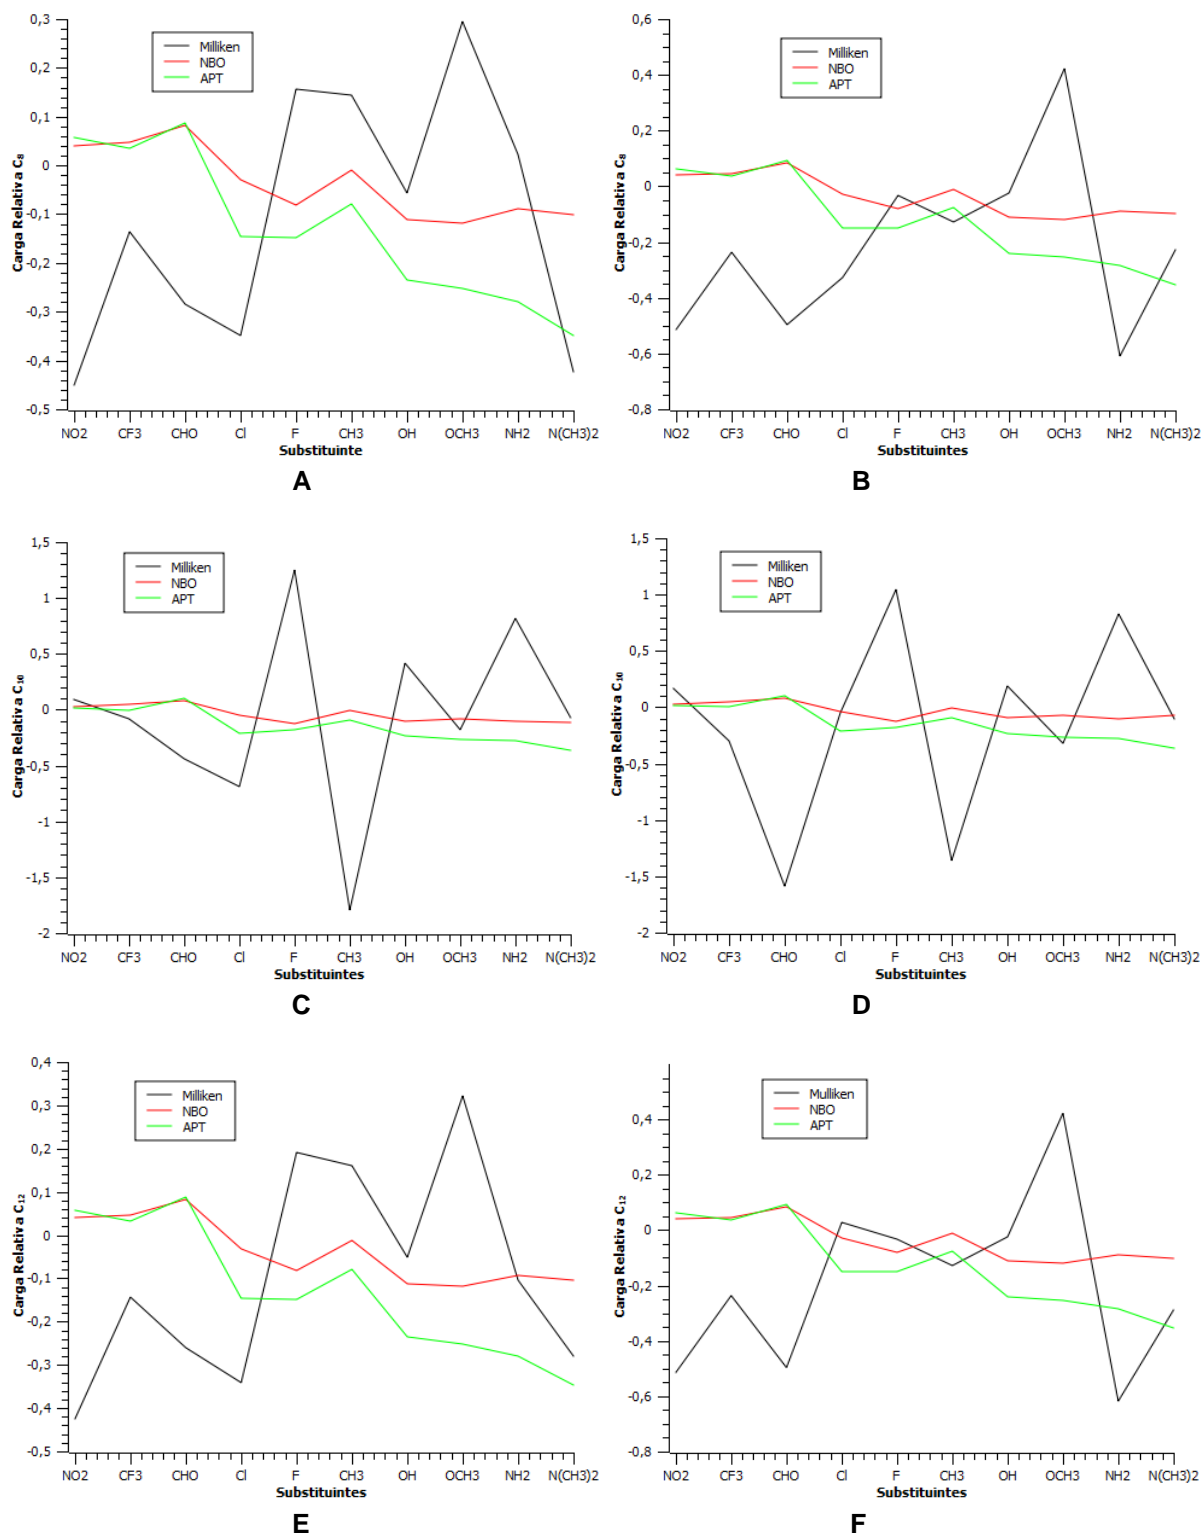 0,3
0,2
0,1
0
-0,1
-0,2
-0,3
-0,4
-0,5
Carga Relativa C8
Milliken
NBO
APT
NO2 CF3 CHO Cl F CH3 OH OCH3 NH2 N(CH3)2
Substituinte
A
0,6
0,4
0,2
0
-0,2
-0,4
-0,6
-0,8
Carga Relativa C8
Milliken
NBO
APT
NO2 CF3 CHO Cl F CH3 OH OCH3 NH2 N(CH3)2
Substituintes
B
1,5
1
0,5
0
-0,5
-1
-1,5
-2
Carga Relativa C10
Milliken
NBO
APT
NO2 CF3 CHO Cl F CH3 OH OCH3 NH2 N(CH3)2
Substituintes
C
1,5
1
0,5
0
-0,5
-1
-1,5
-2
Carga Relativa C10
Milliken
NBO
APT
NO2 CF3 CHO Cl F CH3 OH OCH3 NH2 N(CH3)2
Substituintes
D
0,4
0,3
0,2
0,1
0
-0,1
-0,2
-0,3
-0,4
-0,5
Carga Relativa C12
Milliken
NBO
APT
NO2 CF3 CHO Cl F CH3 OH OCH3 NH2 N(CH3)2
Substituintes
E
0,4
0,2
0
-0,2
-0,4
-0,6
-0,8
Carga Relativa C12
Mulliken
NBO
APT
NO2 CF3 CHO Cl F CH3 OH OCH3 NH2 N(CH3)2
Substituintes
F